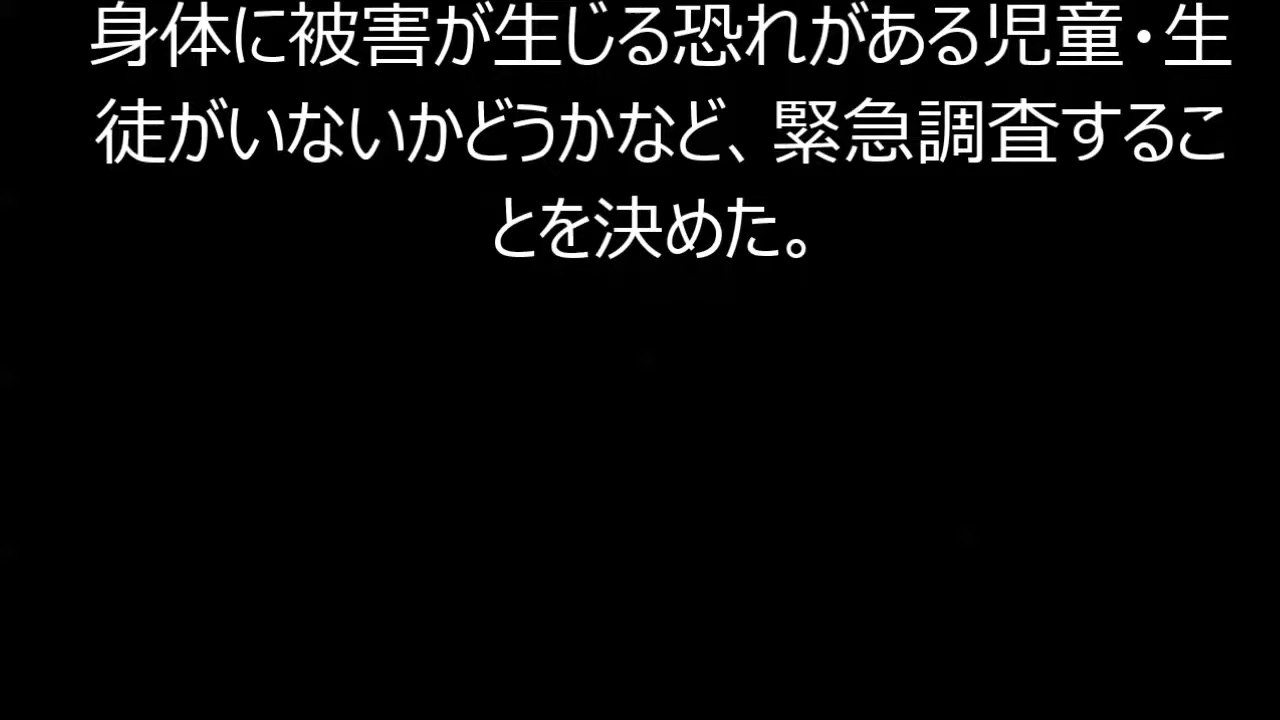 身体に被害が生じる恐れがある児童・生
徒がいないかどうかなど、緊急調査するこ
とを決めた。